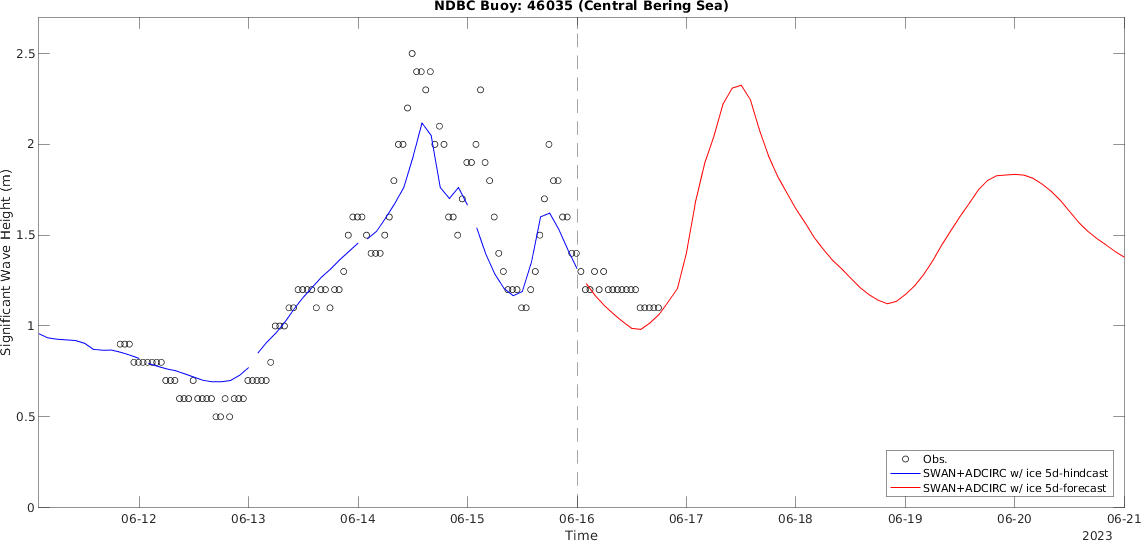 NDBC Buoy: 46035 (Central Bering Sea)
Significant Wave Height (m)
2.5
2
1.5
1
0.5
0
Obs.
SWAN+ADCIRC w/ ice 5d-hindcast
SWAN+ADCIRC w/ ice 5d-forecast
06-12 06-13 06-14 06-15 06-16 06-17 06-18 06-19 06-20 06-21
Time
2023